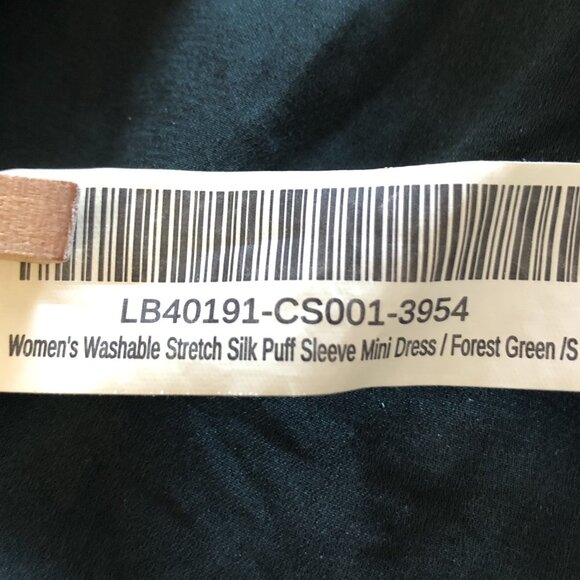 LB40191-CS001-3954
Women's Washable Stretch Silk Puff Sleeve Mini Dress / Forest Green /S